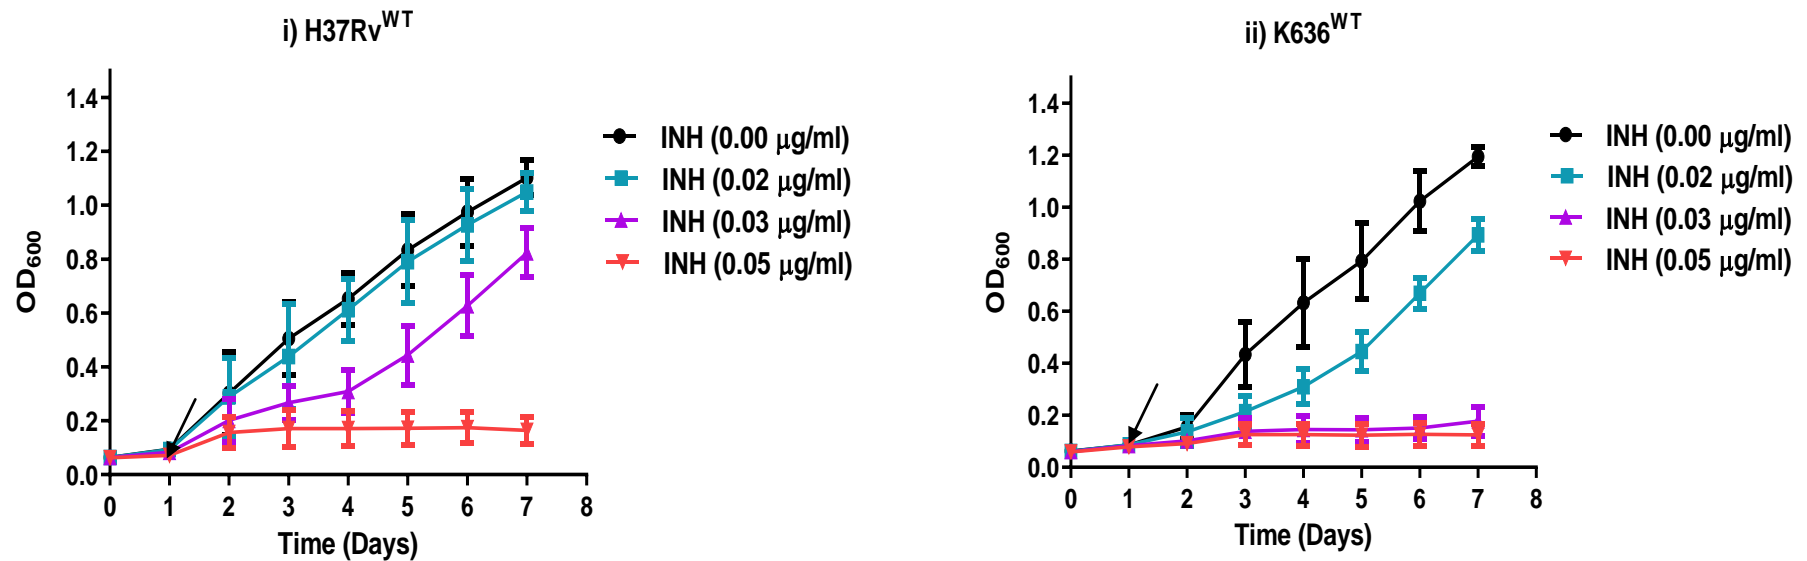 i) H37Rv^WT
OD600
1.4
1.2
1.0
0.8
0.6
0.4
0.2
0.0
0 1 2 3 4 5 6 7 8
Time (Days)
INH (0.00 µg/ml)
INH (0.02 µg/ml)
INH (0.03 µg/ml)
INH (0.05 µg/ml)
ii) K636^WT
OD600
1.4
1.2
1.0
0.8
0.6
0.4
0.2
0.0
0 1 2 3 4 5 6 7 8
Time (Days)
INH (0.00 µg/ml)
INH (0.02 µg/ml)
INH (0.03 µg/ml)
INH (0.05 µg/ml)